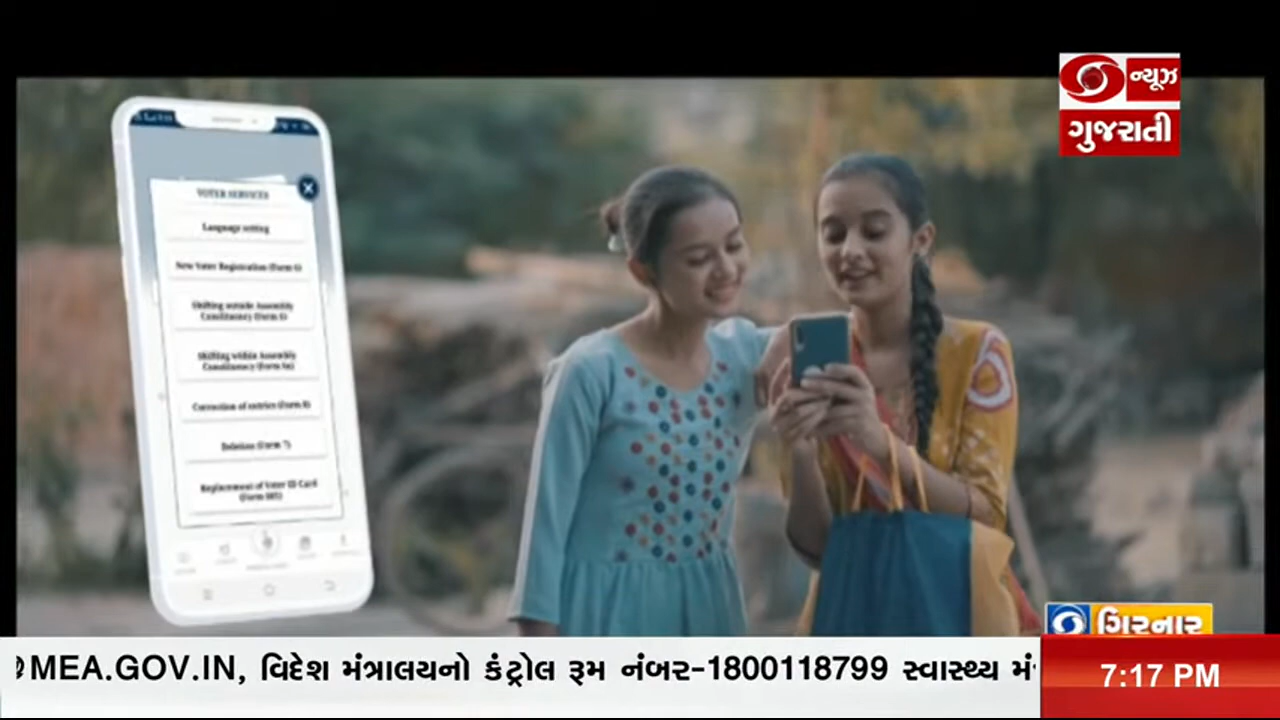 ન્યૂઝ
ગુજરાતી
VOTER SERVICES
Language setting
New Voter Registration (Form 6)
Shifting outside Assembly
Constituency (Form 6)
Shifting within Assembly
Constituency (Form 8a)
Correction of entries (Form 8)
Deletion (Form 7)
Replacement of Voter ID Card
(Form 001)
ગિરનાર
@MEA.GOV.IN, વિદેશ મંત્રાલયનો કંટ્રોલ રૂમ નંબર-1800118799 સ્વાસ્થ્ય
7:17 PM